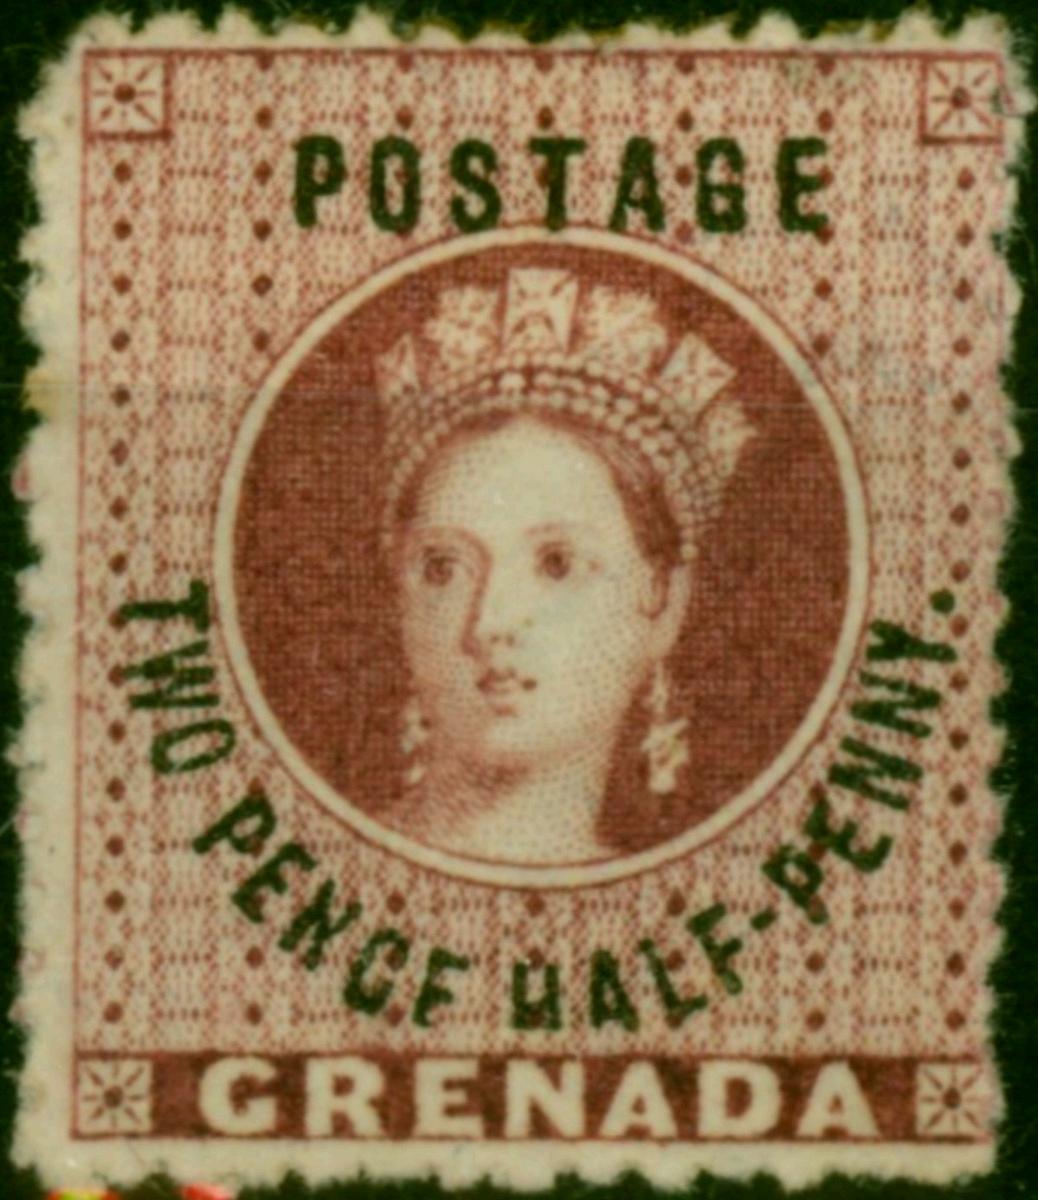 POSTAGE
TWO PENCE HALF-PENNY.
GRENADA